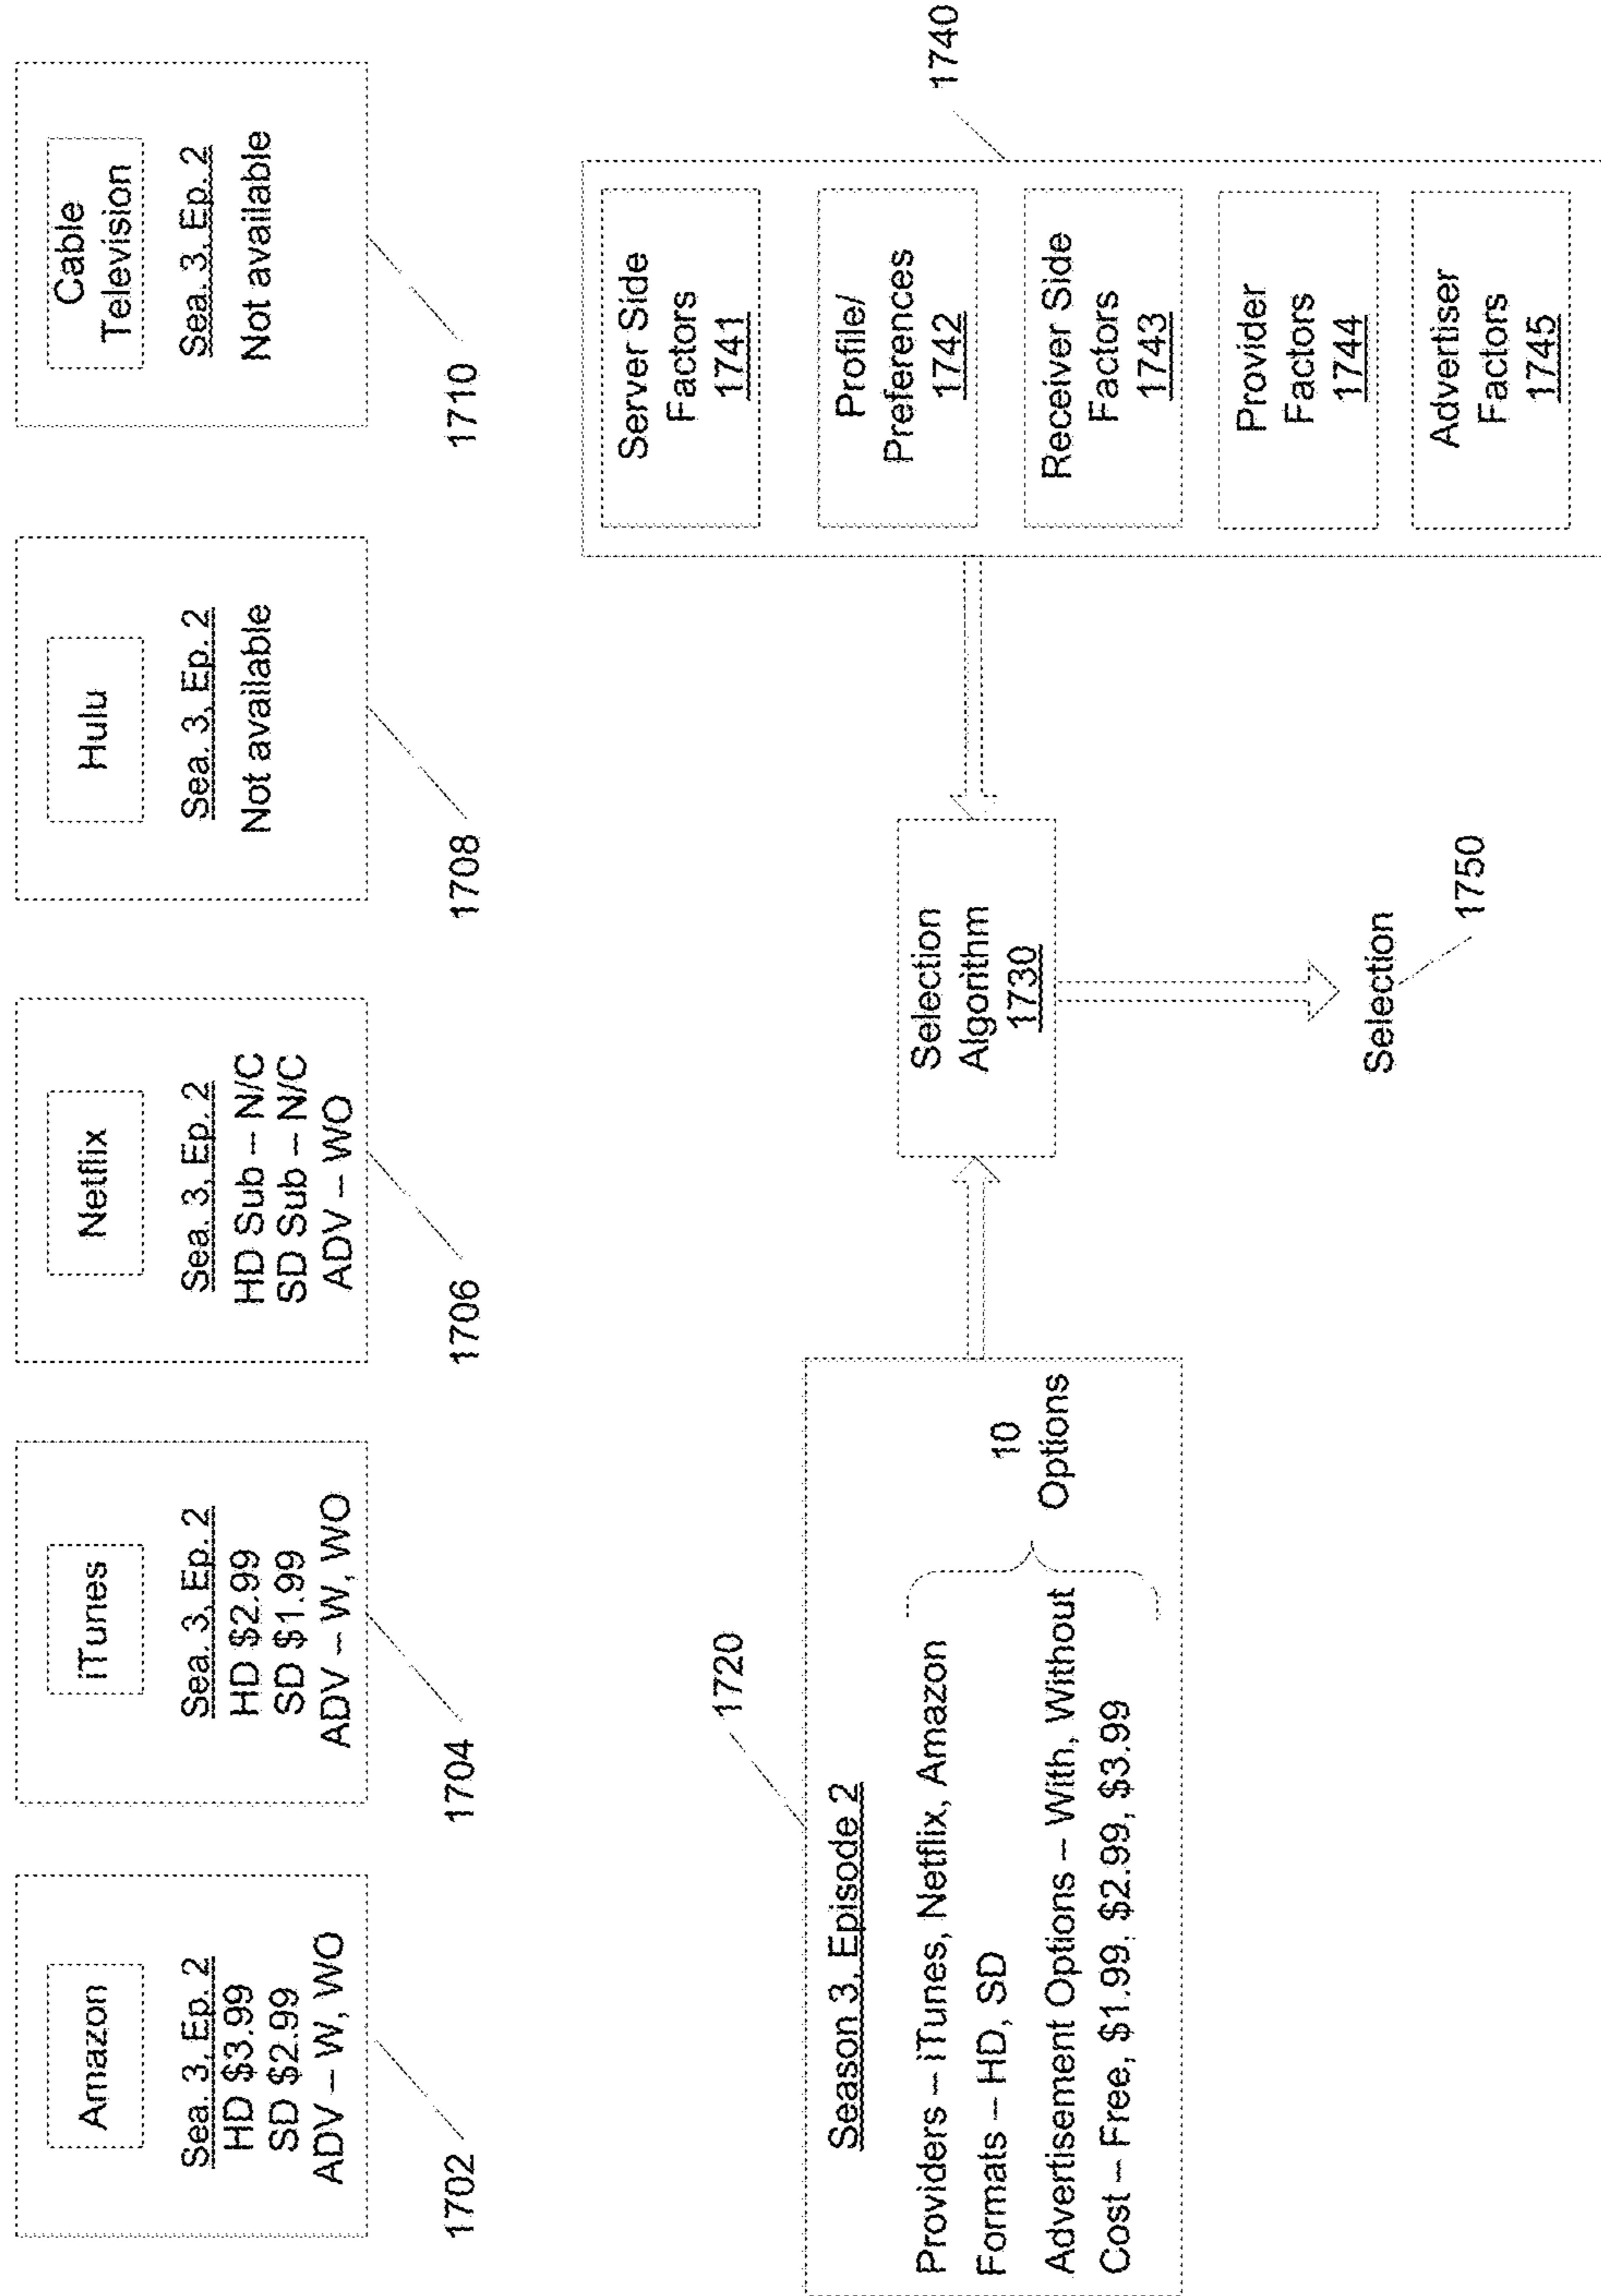 Amazon
Sea. 3, Ep. 2
HD $3.99
SD $2.99
ADV – W, WO
1702
iTunes
Sea. 3, Ep. 2
HD $2.99
SD $1.99
ADV – W, WO
1704
Netflix
Sea. 3, Ep. 2
HD Sub – N/C
SD Sub – N/C
ADV – WO
1706
Hulu
Sea. 3, Ep. 2
Not available
1708
Cable
Television
Sea. 3, Ep. 2
Not available
1710
1720
Season 3, Episode 2
Providers – iTunes, Netflix, Amazon
Formats – HD, SD
Advertisement Options – With, Without
Cost – Free, $1.99, $2.99, $3.99
10
Options
Selection
Algorithm
1730
Selection
1750
Server Side
Factors
1741
Profile/
Preferences
1742
Receiver Side
Factors
1743
Provider
Factors
1744
Advertiser
Factors
1745
1740